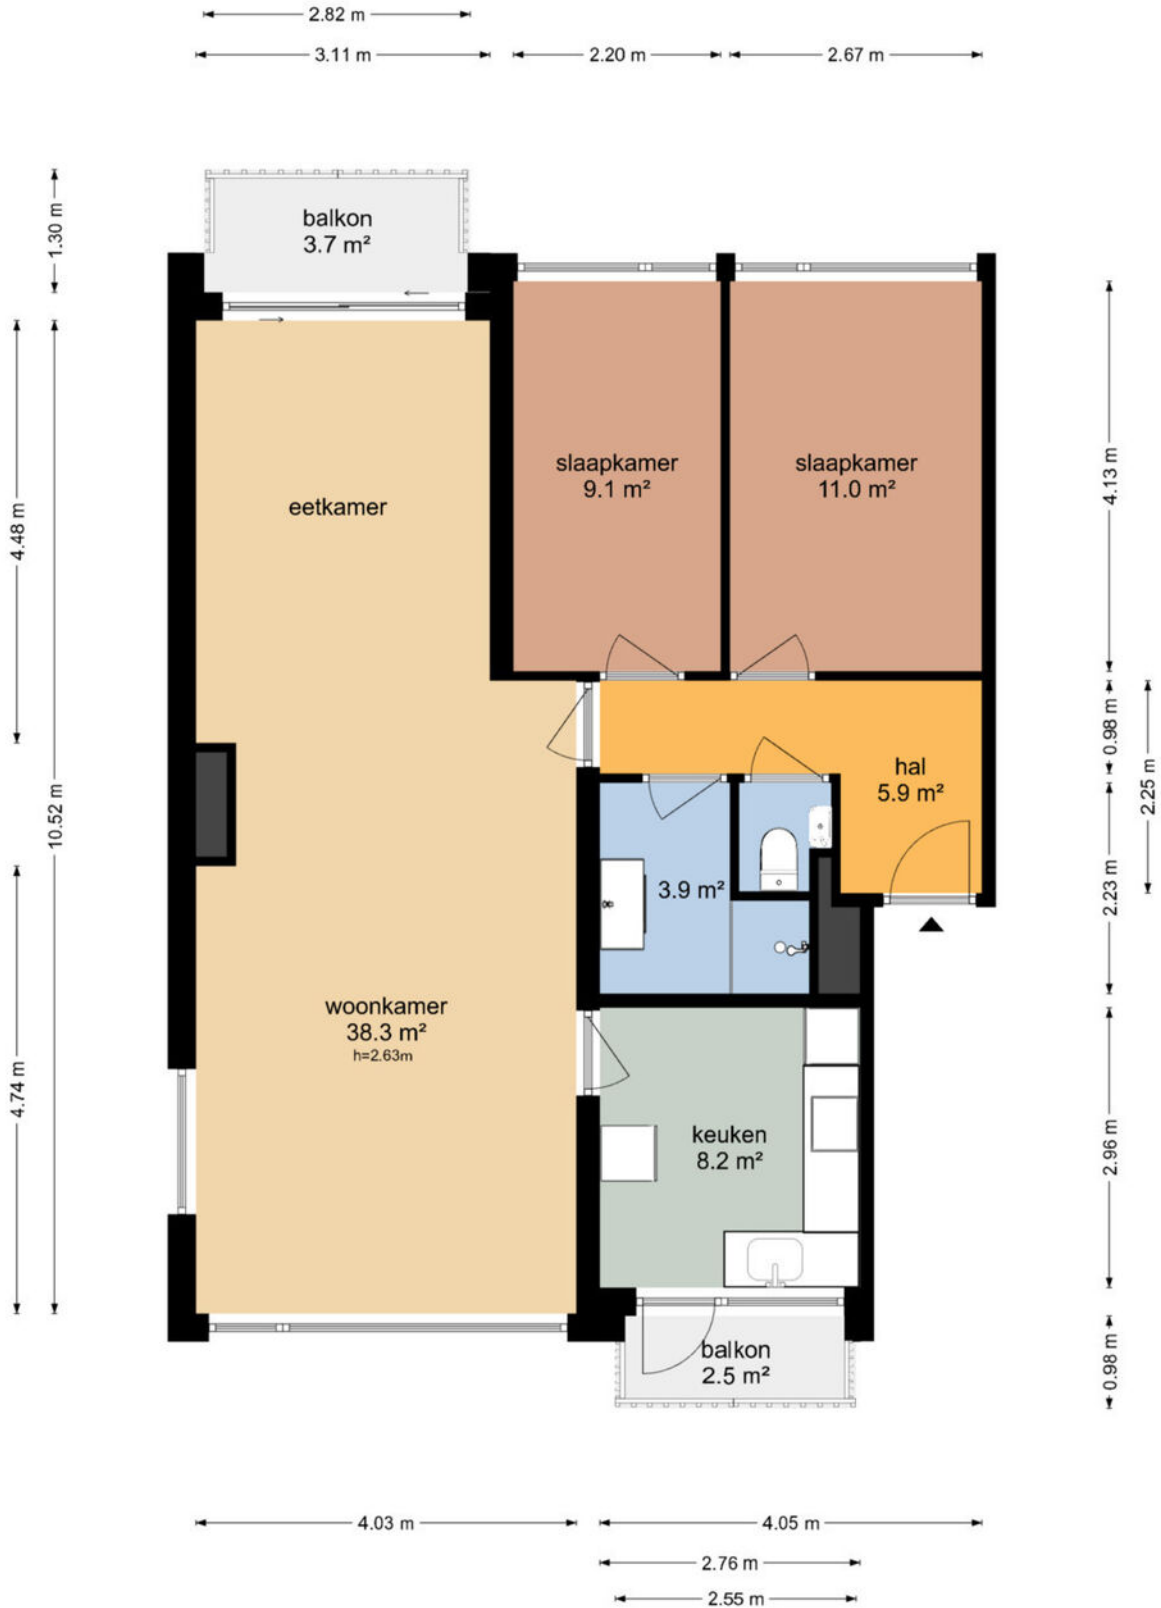 2.82 m
3.11 m
2.20 m
2.67 m
1.30 m
balkon
3.7 m²
slaapkamer
9.1 m²
slaapkamer
11.0 m²
4.13 m
eetkamer
4.48 m
0.98 m
hal
5.9 m²
2.25 m
10.52 m
3.9 m²
2.23 m
woonkamer
38.3 m²
h=2.63m
4.74 m
keuken
8.2 m²
2.96 m
balkon
2.5 m²
0.98 m
4.03 m
4.05 m
2.76 m
2.55 m